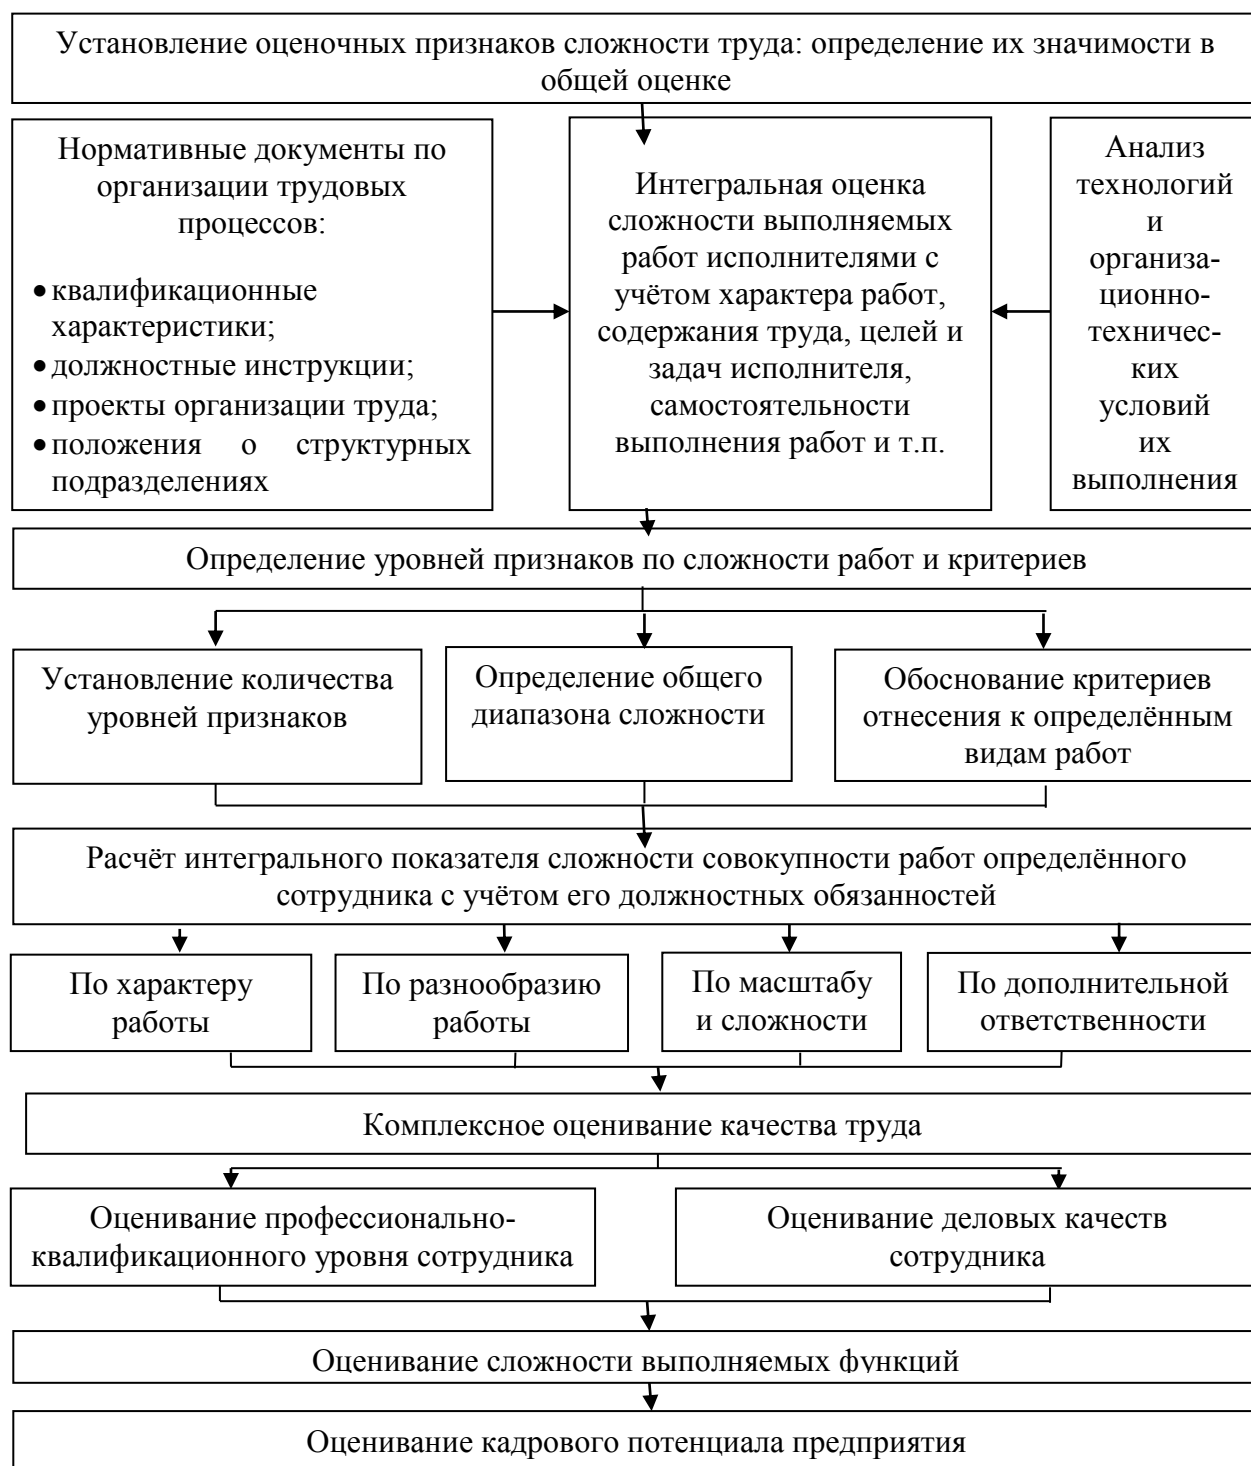 Установление оценочных признаков сложности труда: определение их значимости в
общей оценке
Нормативные документы по
организации трудовых
процессов:
• квалификационные
характеристики;
• должностные инструкции;
• проекты организации труда;
• положения о структурных
подразделениях
Интегральная оценка
сложности выполняемых
работ исполнителями с
учётом характера работ,
содержания труда, целей и
задач исполнителя,
самостоятельности
выполнения работ и т.п.
Анализ
технологий
и
организа-
ционно-
техничес-
ких
условий
их
выполнения
Определение уровней признаков по сложности работ и критериев
Установление количества
уровней признаков
Определение общего
диапазона сложности
Обоснование критериев
отнесения к определённым
видам работ
Расчёт интегрального показателя сложности совокупности работ определённого
сотрудника с учётом его должностных обязанностей
По характеру
работы
По разнообразию
работы
По масштабу
и сложности
По дополнительной
ответственности
Комплексное оценивание качества труда
Оценивание профессионально-
квалификационного уровня сотрудника
Оценивание деловых качеств
сотрудника
Оценивание сложности выполняемых функций
Оценивание кадрового потенциала предприятия